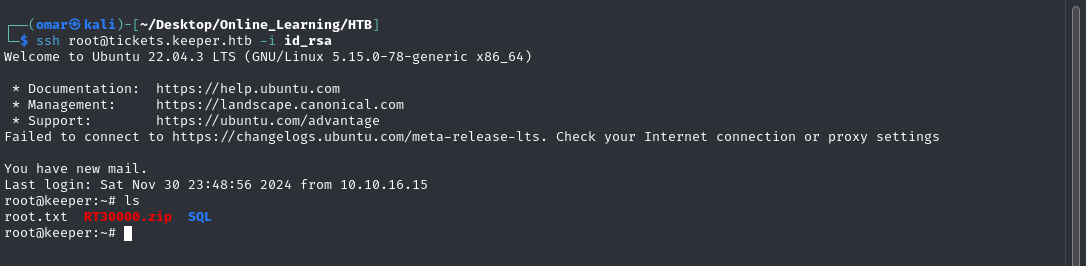 ┌──(omar㉿kali)-[~/Desktop/Online_Learning/HTB]
└─$ ssh root@tickets.keeper.htb -i id_rsa
Welcome to Ubuntu 22.04.3 LTS (GNU/Linux 5.15.0-78-generic x86_64)

 * Documentation:  https://help.ubuntu.com
 * Management:     https://landscape.canonical.com
 * Support:        https://ubuntu.com/advantage
Failed to connect to https://changelogs.ubuntu.com/meta-release-lts. Check your Internet connection or proxy settings

You have new mail.
Last login: Sat Nov 30 23:48:56 2024 from 10.10.16.15
root@keeper:~# ls
root.txt  RT30000.zip  SQL
root@keeper:~#